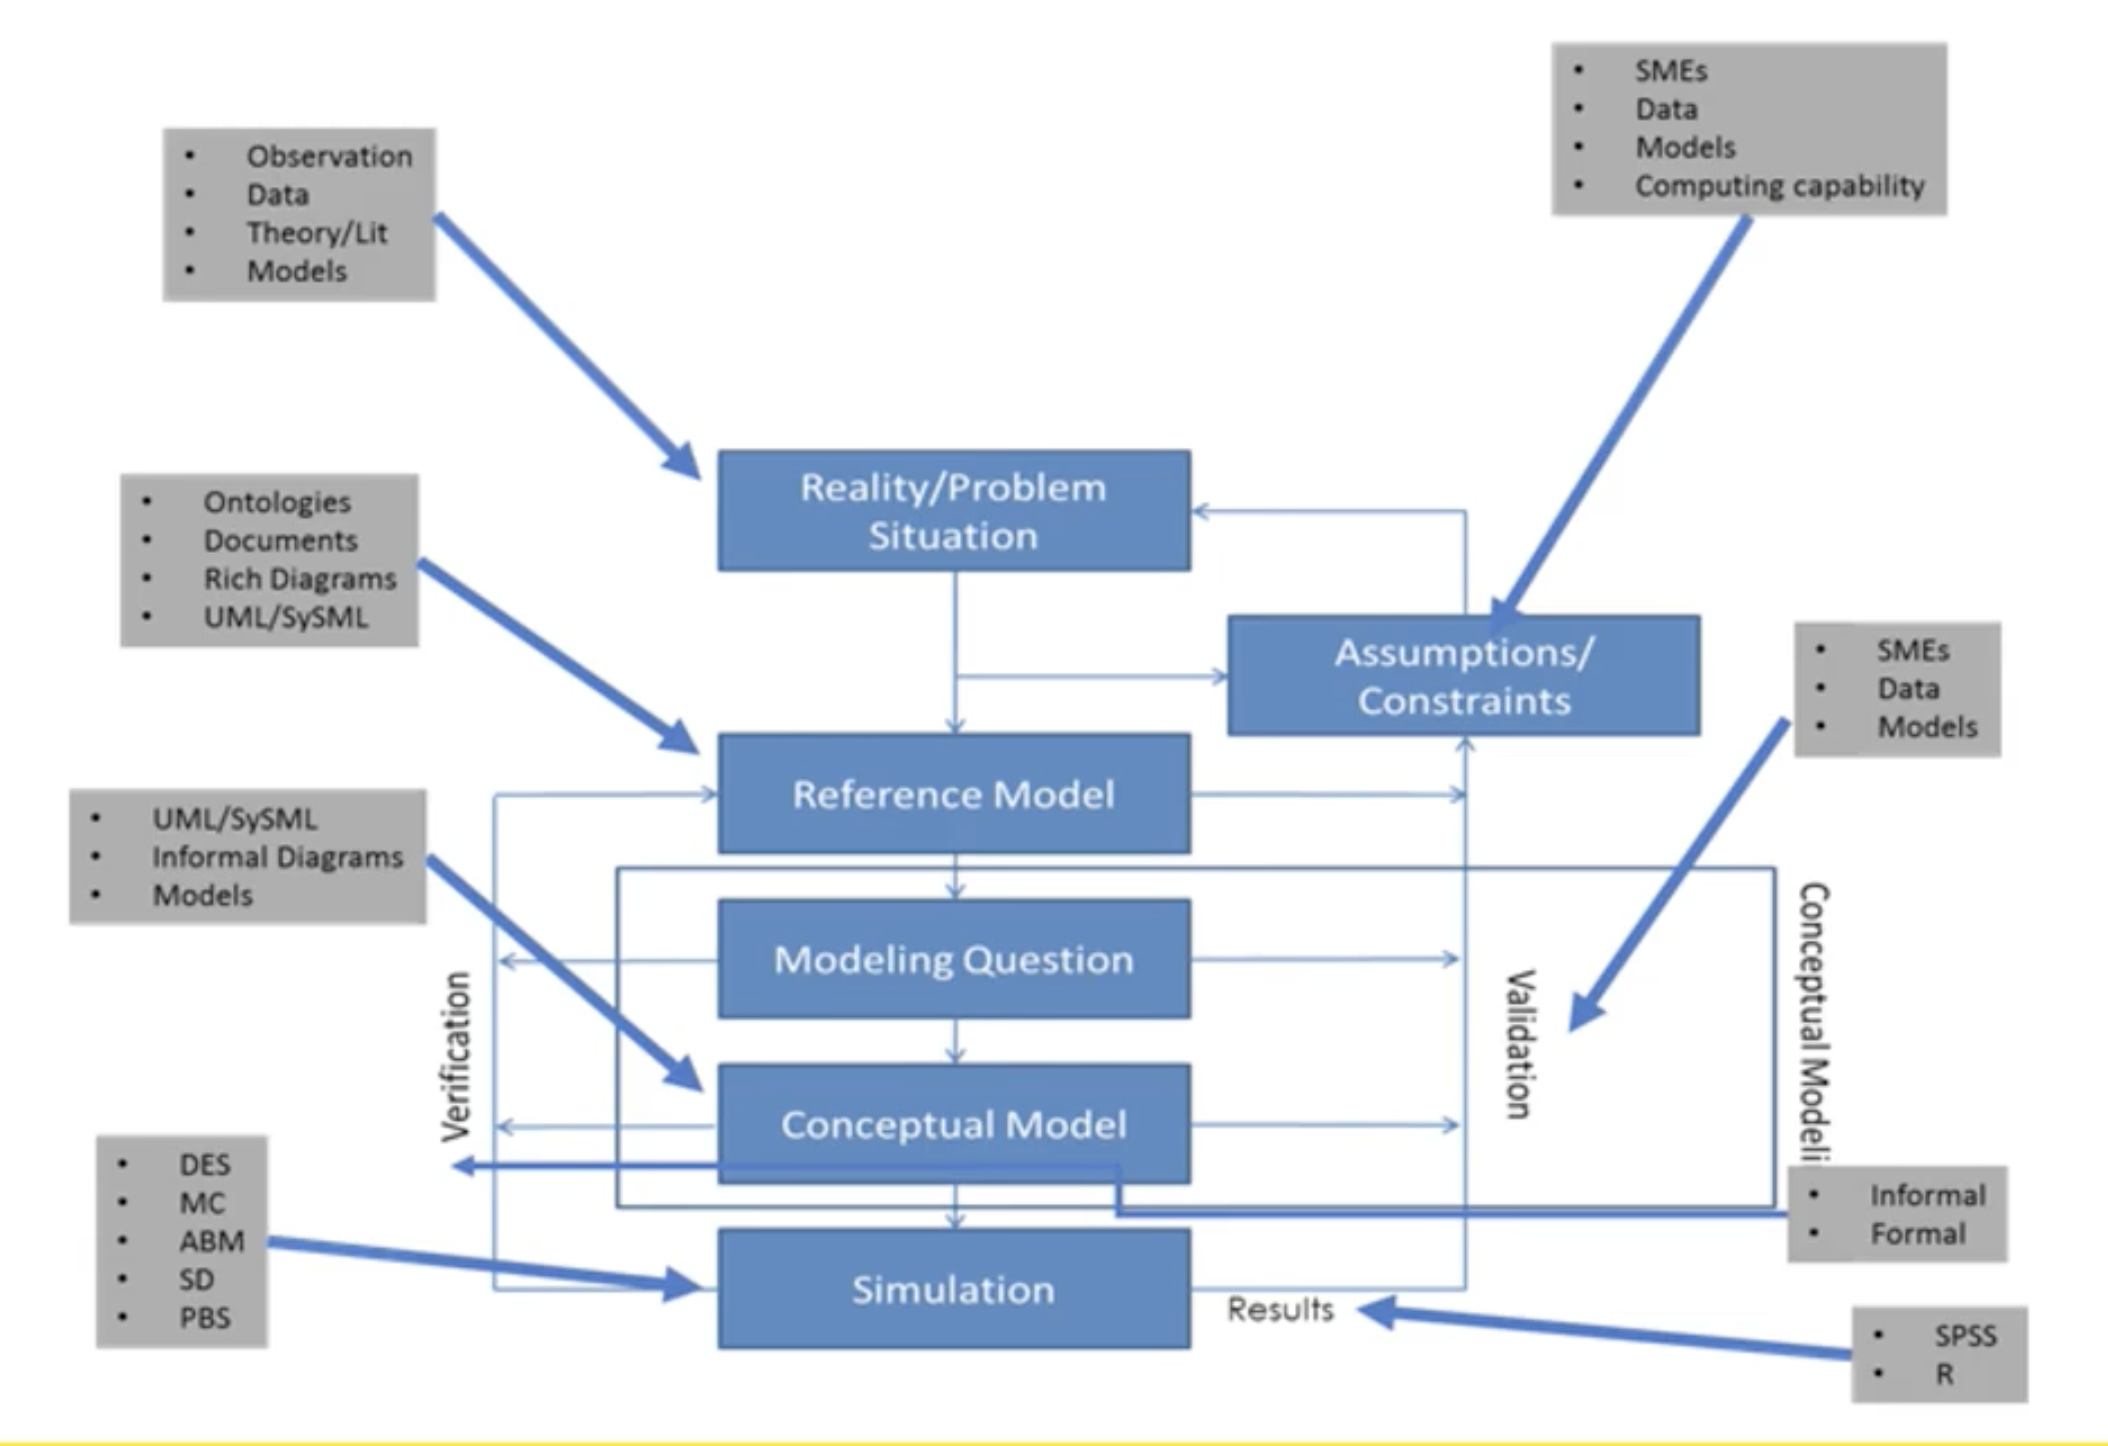 SMEs
Data
Models
Computing capability
Observation
Data
Theory/Lit
Models
Reality/Problem
Situation
Ontologies
Documents
Rich Diagrams
UML/SySML
Assumptions/
Constraints
SMEs
Data
Models
Reference Model
UML/SySML
Informal Diagrams
Models
Modeling Question
Verification
Validation
Conceptual Modeli
Conceptual Model
DES
MC
ABM
SD
PBS
Informal
Formal
Simulation
Results
SPSS
R